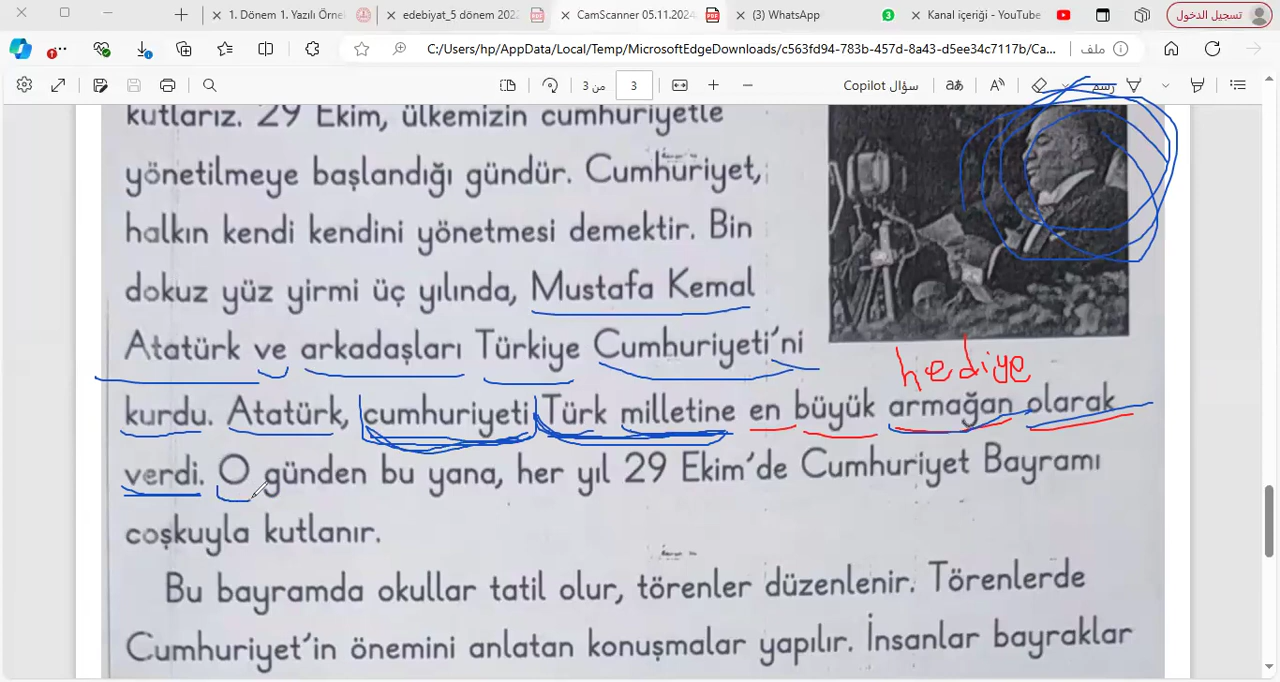 1. Dönem 1. Yazılı Örne
edebiyat_5 dönem 202
CamScanner 05.11.2024
(3) WhatsApp
3
Kanal içeriği - YouTube
تسجيل الدخول
C:/Users/hp/AppData/Local/Temp/MicrosoftEdgeDownloads/c563fd94-783b-457d-8a43-d5ee34c7117b/Ca...
ملف
3 من
3
سؤال Copilot
رسم
kutlarız. 29 Ekim, ülkemizin cumhuriyetle
yönetilmeye başlandığı gündür. Cumhuriyet,
halkın kendi kendini yönetmesi demektir. Bin
dokuz yüz yirmi üç yılında, Mustafa Kemal
Atatürk ve arkadaşları Türkiye Cumhuriyeti'ni
hediye
kurdu. Atatürk, cumhuriyeti Türk milletine en büyük armağan olarak
verdi. O günden bu yana, her yıl 29 Ekim'de Cumhuriyet Bayramı
coşkuyla kutlanır.
Bu bayramda okullar tatil olur, törenler düzenlenir. Törenlerde
Cumhuriyet'in önemini anlatan konuşmalar yapılır. İnsanlar bayraklar